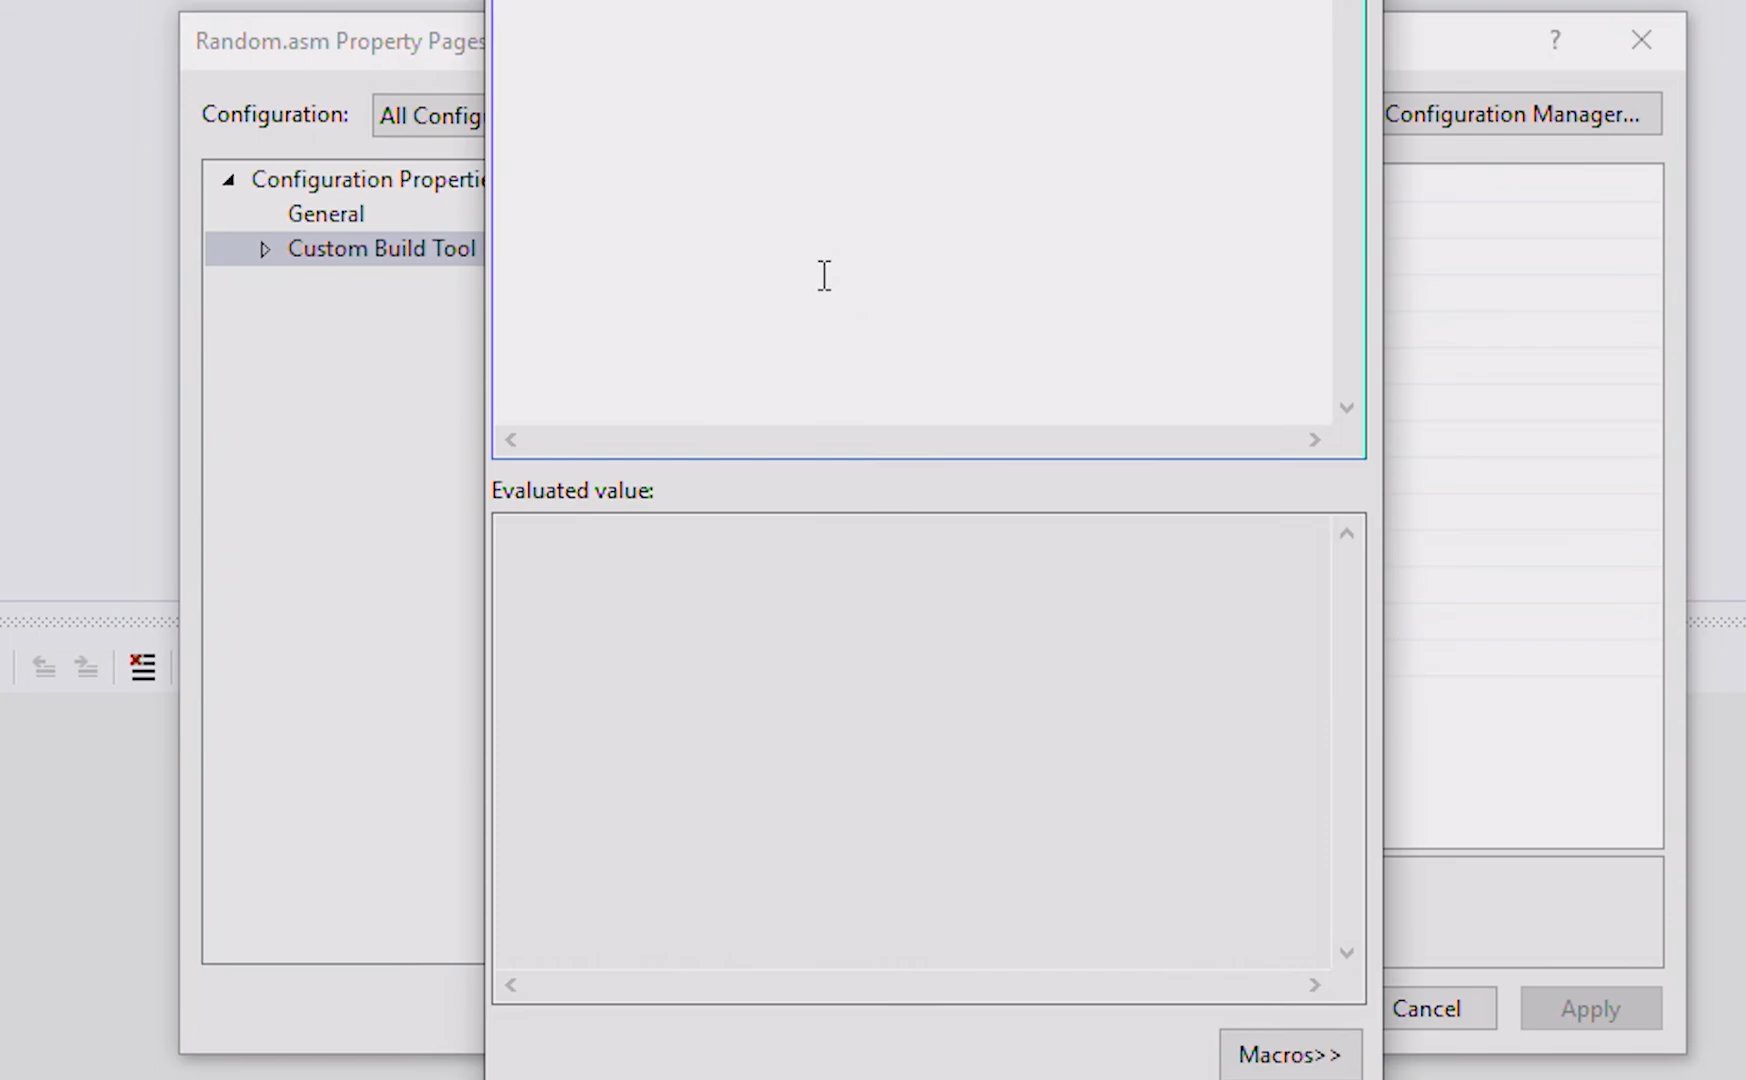 Random.asm Property Pages
?
Configuration:
All Config
Configuration Manager...
Configuration Propertie
General
Custom Build Tool
Evaluated value:
Cancel
Apply
Macros>>